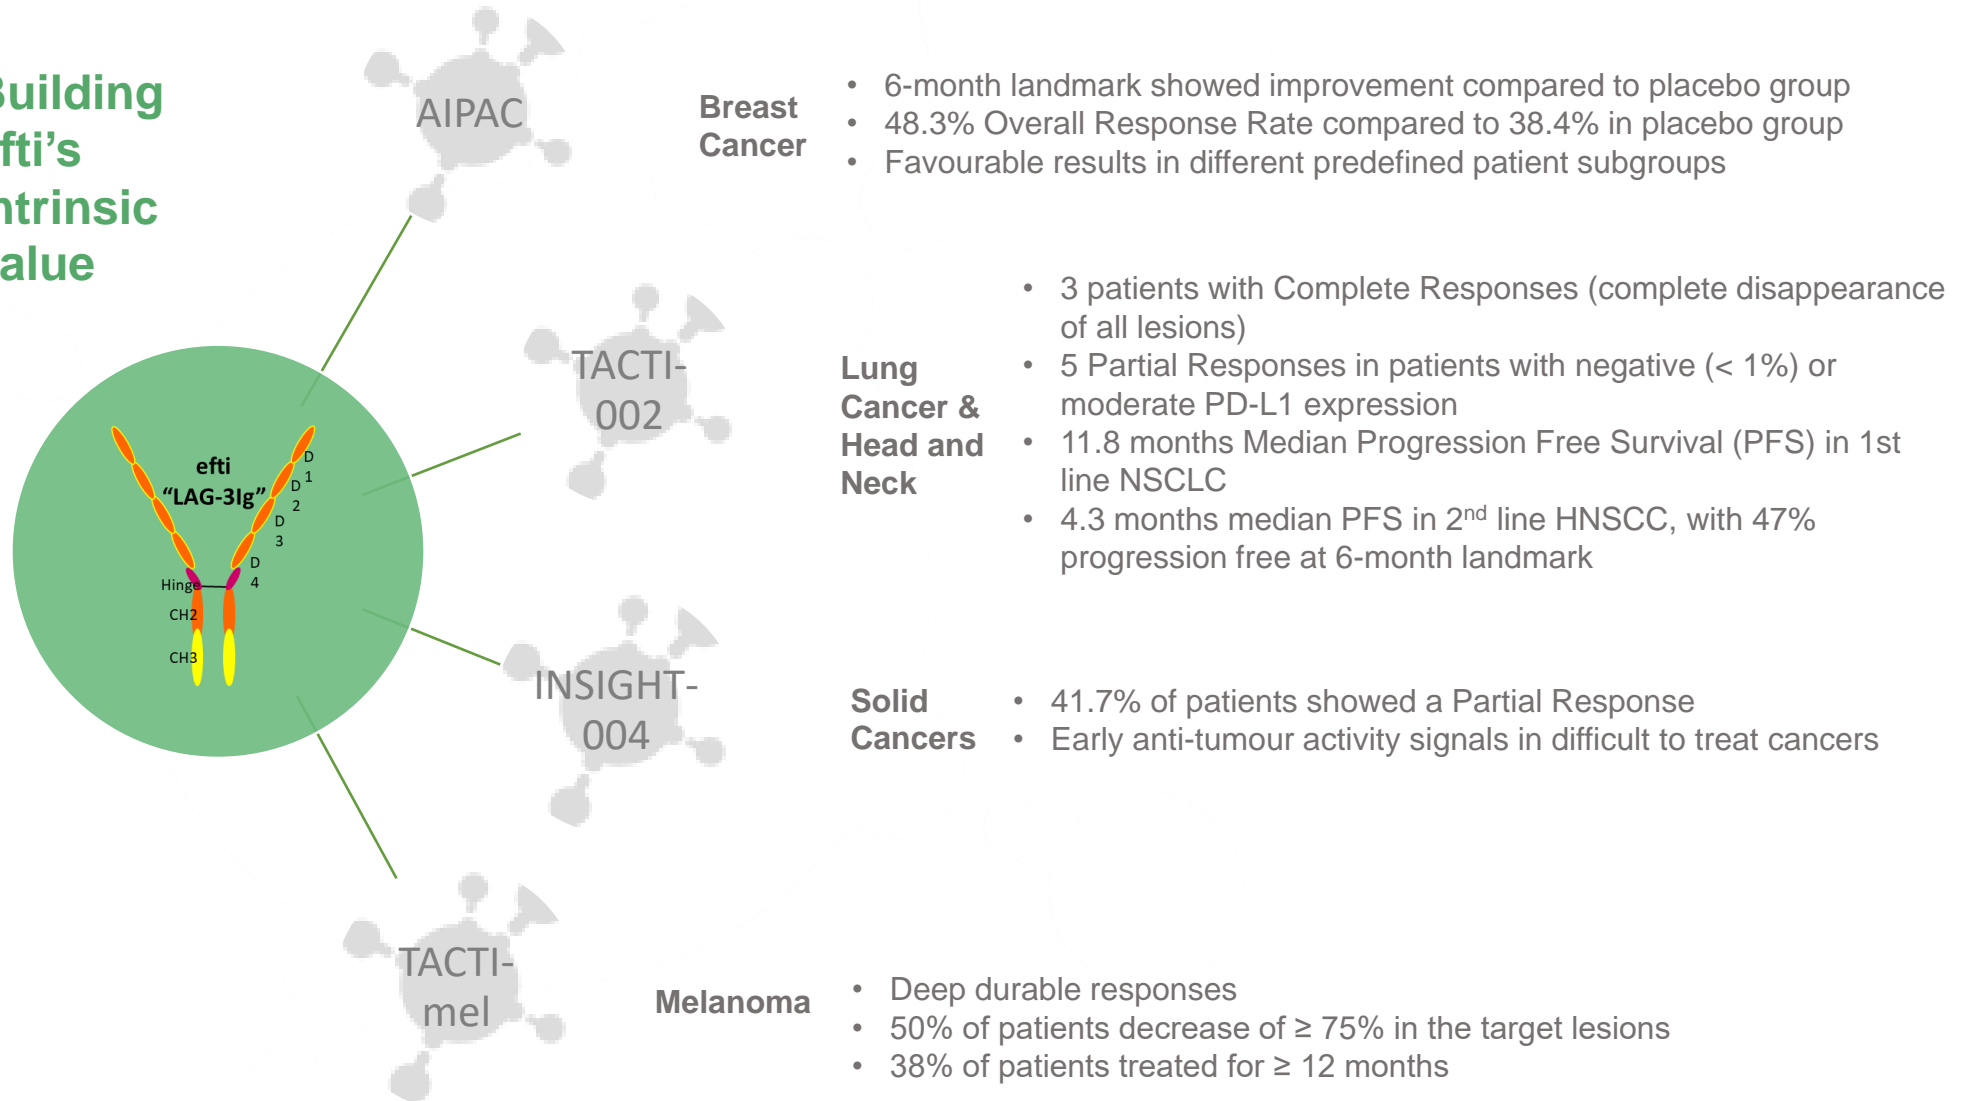 Building
efti's
ntrinsic
alue
AIPAC
Breast
Cancer
• 6-month landmark showed improvement compared to placebo group
• 48.3% Overall Response Rate compared to 38.4% in placebo group
• Favourable results in different predefined patient subgroups
TACTI-
002
Lung
Cancer &
Head and
Neck
• 3 patients with Complete Responses (complete disappearance
of all lesions)
• 5 Partial Responses in patients with negative (< 1%) or
moderate PD-L1 expression
• 11.8 months Median Progression Free Survival (PFS) in 1st
line NSCLC
• 4.3 months median PFS in 2nd line HNSCC, with 47%
progression free at 6-month landmark
efti
“LAG-3Ig”
D
1
D
2
D
3
D
4
Hinge
CH2
CH3
INSIGHT-
004
Solid
Cancers
• 41.7% of patients showed a Partial Response
• Early anti-tumour activity signals in difficult to treat cancers
TACTI-
mel
Melanoma
• Deep durable responses
• 50% of patients decrease of ≥ 75% in the target lesions
• 38% of patients treated for ≥ 12 months